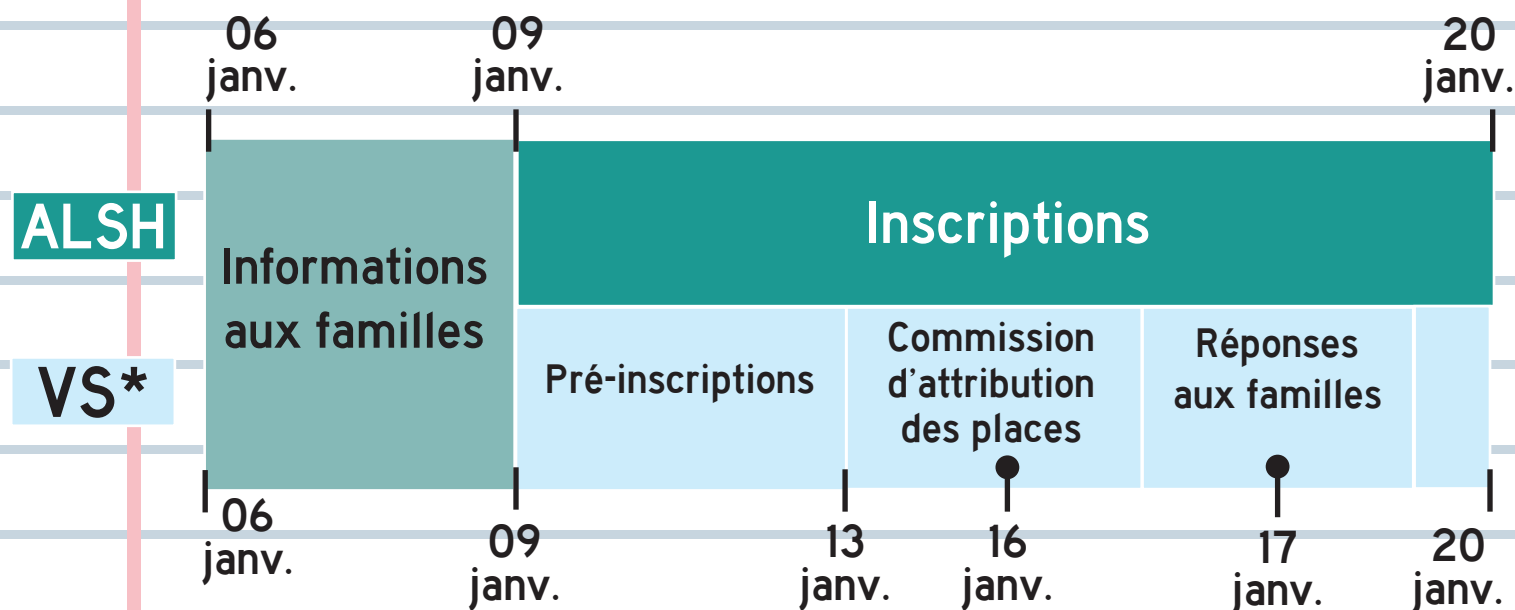 06
janv.
09
janv.
20
janv.
ALSH
Informations
aux familles
Inscriptions
VS*
Pré-inscriptions
Commission
d'attribution
des places
Réponses
aux familles
06
janv.
09
janv.
13
janv.
16
janv.
17
janv.
20
janv.